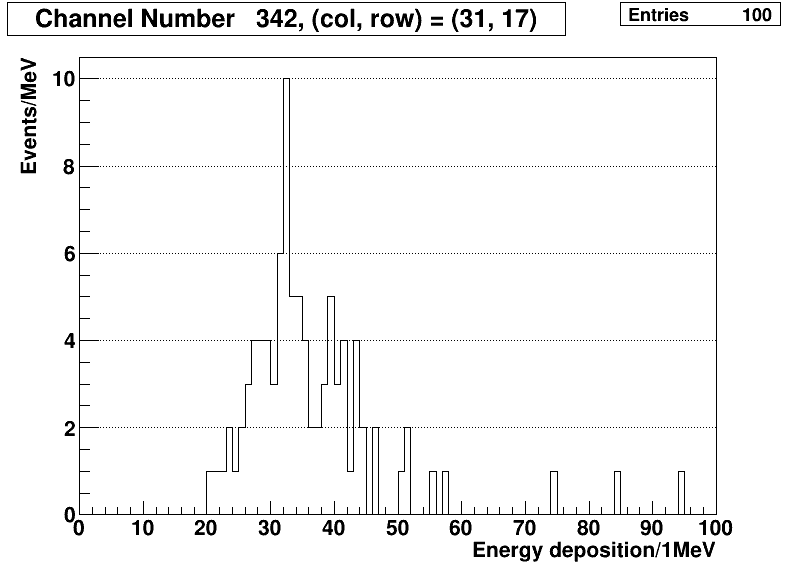 Channel Number 342, (col, row) = (31, 17)
Entries 100
Events/MeV
10
8
6
4
2
0
0 10 20 30 40 50 60 70 80 90 100
Energy deposition/1MeV